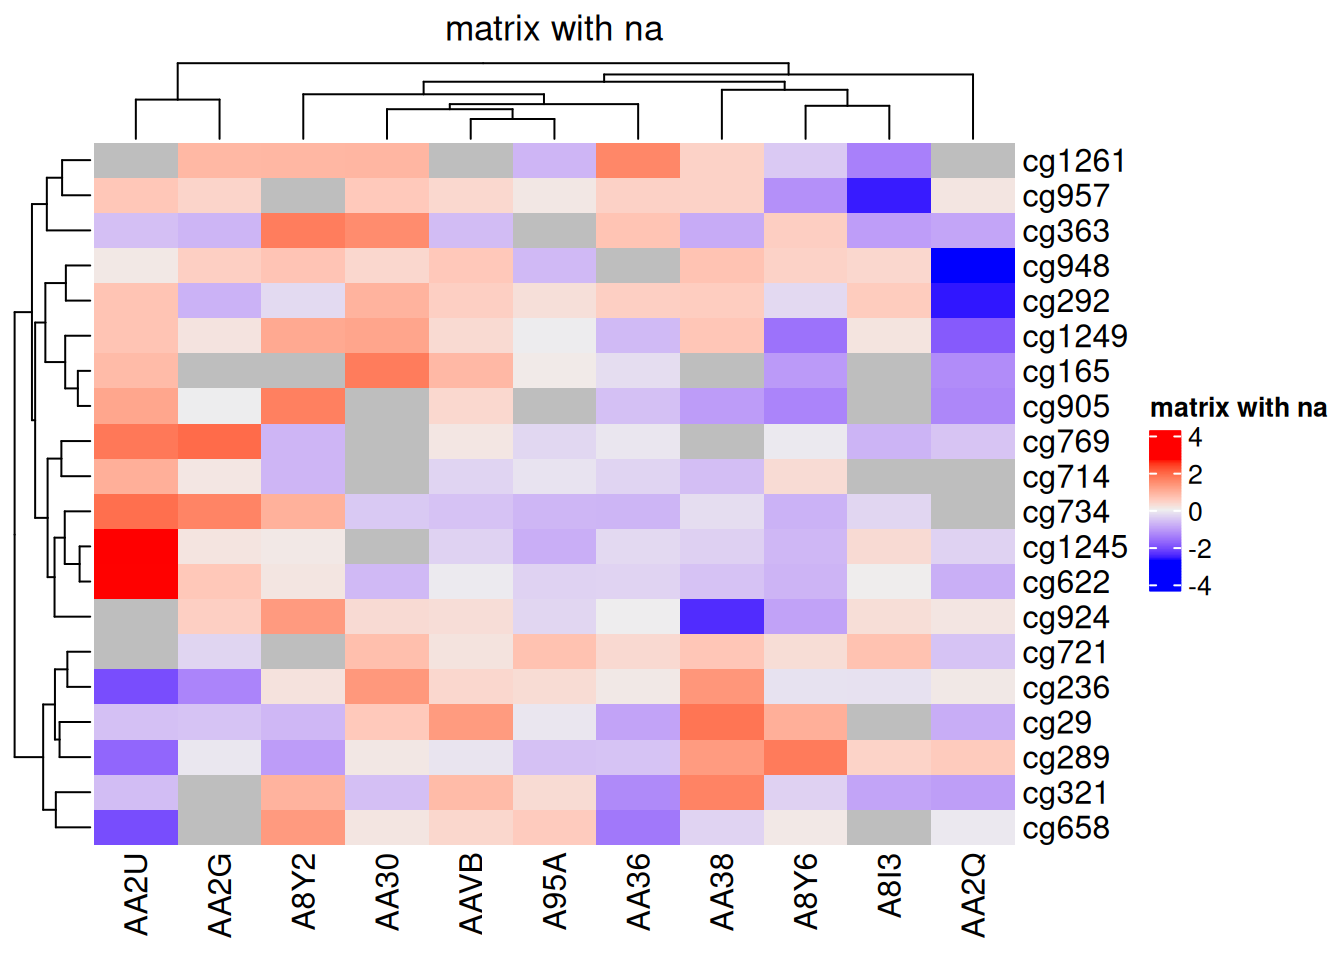 matrix with na
cg1261
cg957
cg363
cg948
cg292
cg1249
cg165
cg905
cg769
cg714
cg734
cg1245
cg622
cg924
cg721
cg236
cg29
cg289
cg321
cg658
matrix with na
4
2
0
-2
-4
AA2U
AA2G
A8Y2
AA30
AAVB
A95A
AA36
AA38
A8Y6
A8I3
AA2Q